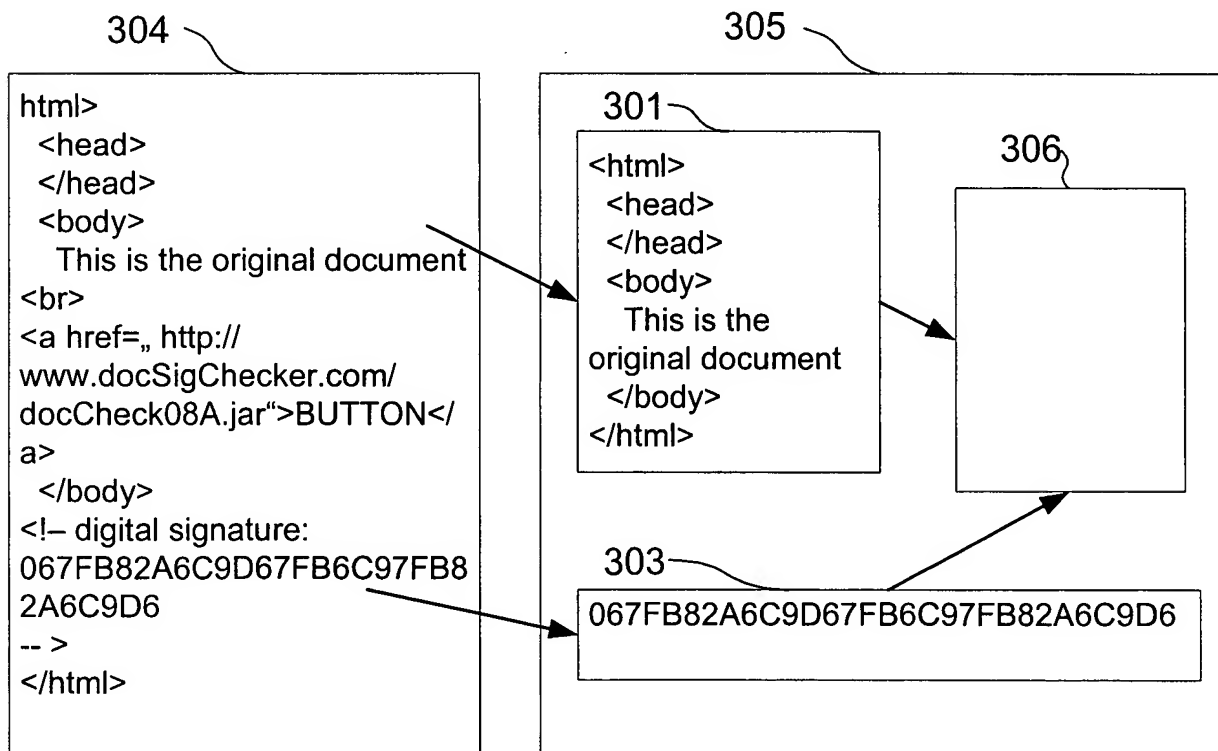 304
html>
<head>
</head>
<body>
This is the original document
<br>
<a href=„ http://
www.docSigChecker.com/
docCheck08A.jar“>BUTTON</
a>
</body>
<!– digital signature:
067FB82A6C9D67FB6C97FB8
2A6C9D6
-- >
</html>
305
301
<html>
<head>
</head>
<body>
This is the
original document
</body>
</html>
306
303
067FB82A6C9D67FB6C97FB82A6C9D6